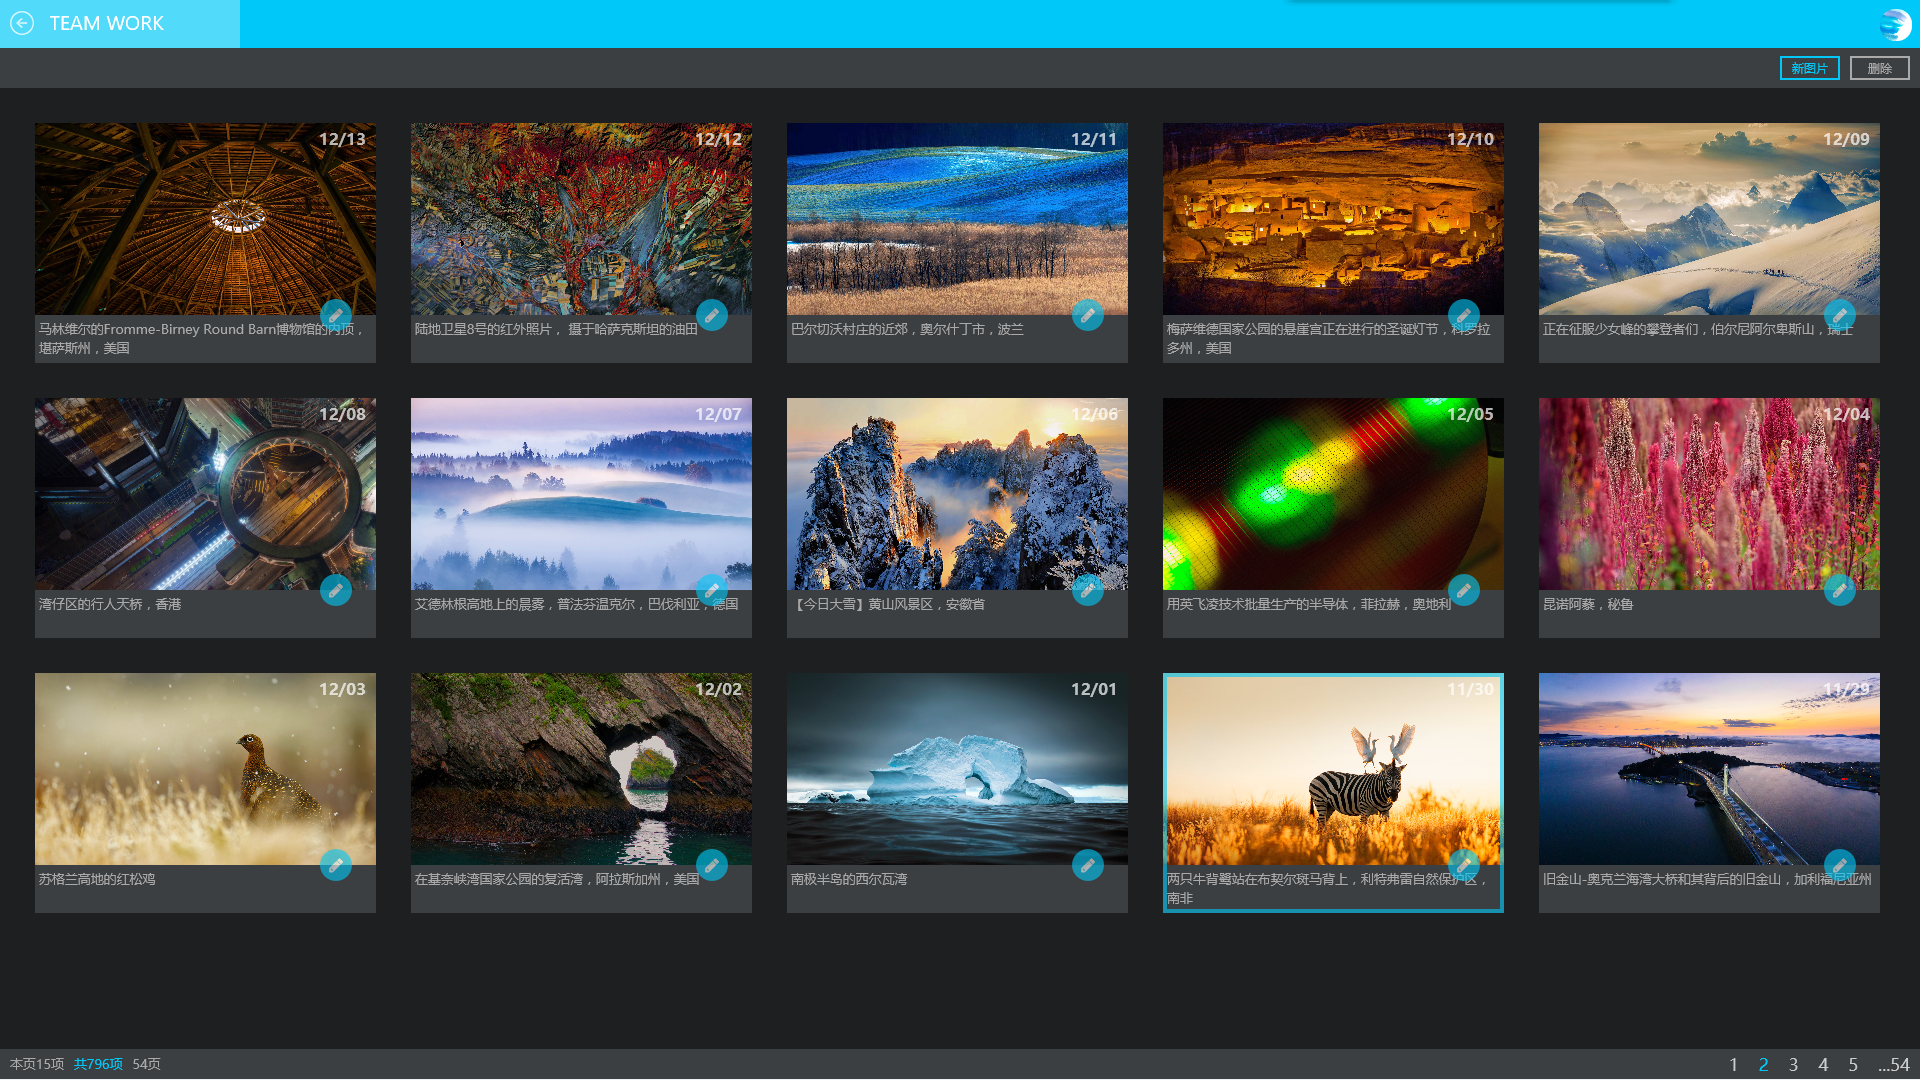 TEAM WORK
新图片 删除
12/13
12/12
12/11
12/10
12/09
马林维尔的Fromme-Birney Round Barn博物馆的内顶，
堪萨斯州，美国
陆地卫星8号的红外照片， 摄于哈萨克斯坦的油田
巴尔切沃村庄的近郊，奥尔什丁市，波兰
梅萨维德国家公园的悬崖宫正在进行的圣诞灯节，科罗拉
多州，美国
正在征服少女峰的攀登者们，伯尔尼阿尔卑斯山，瑞士
12/08
12/07
12/06
12/05
12/04
湾仔区的行人天桥，香港
艾德林根高地上的晨雾，普法芬温克尔，巴伐利亚，德国
【今日大雪】黄山风景区，安徽省
用英飞凌技术批量生产的半导体，菲拉赫，奥地利
昆诺阿藜，秘鲁
12/03
12/02
12/01
11/30
11/29
苏格兰高地的红松鸡
在基奈峡湾国家公园的复活湾，阿拉斯加州，美国
南极半岛的西尔瓦湾
两只牛背鹭站在布契尔斑马背上，利特弗雷自然保护区，
南非
旧金山-奥克兰海湾大桥和其背后的旧金山，加利福尼亚州
本页15项 共796项 54页
1 2 3 4 5 ...54